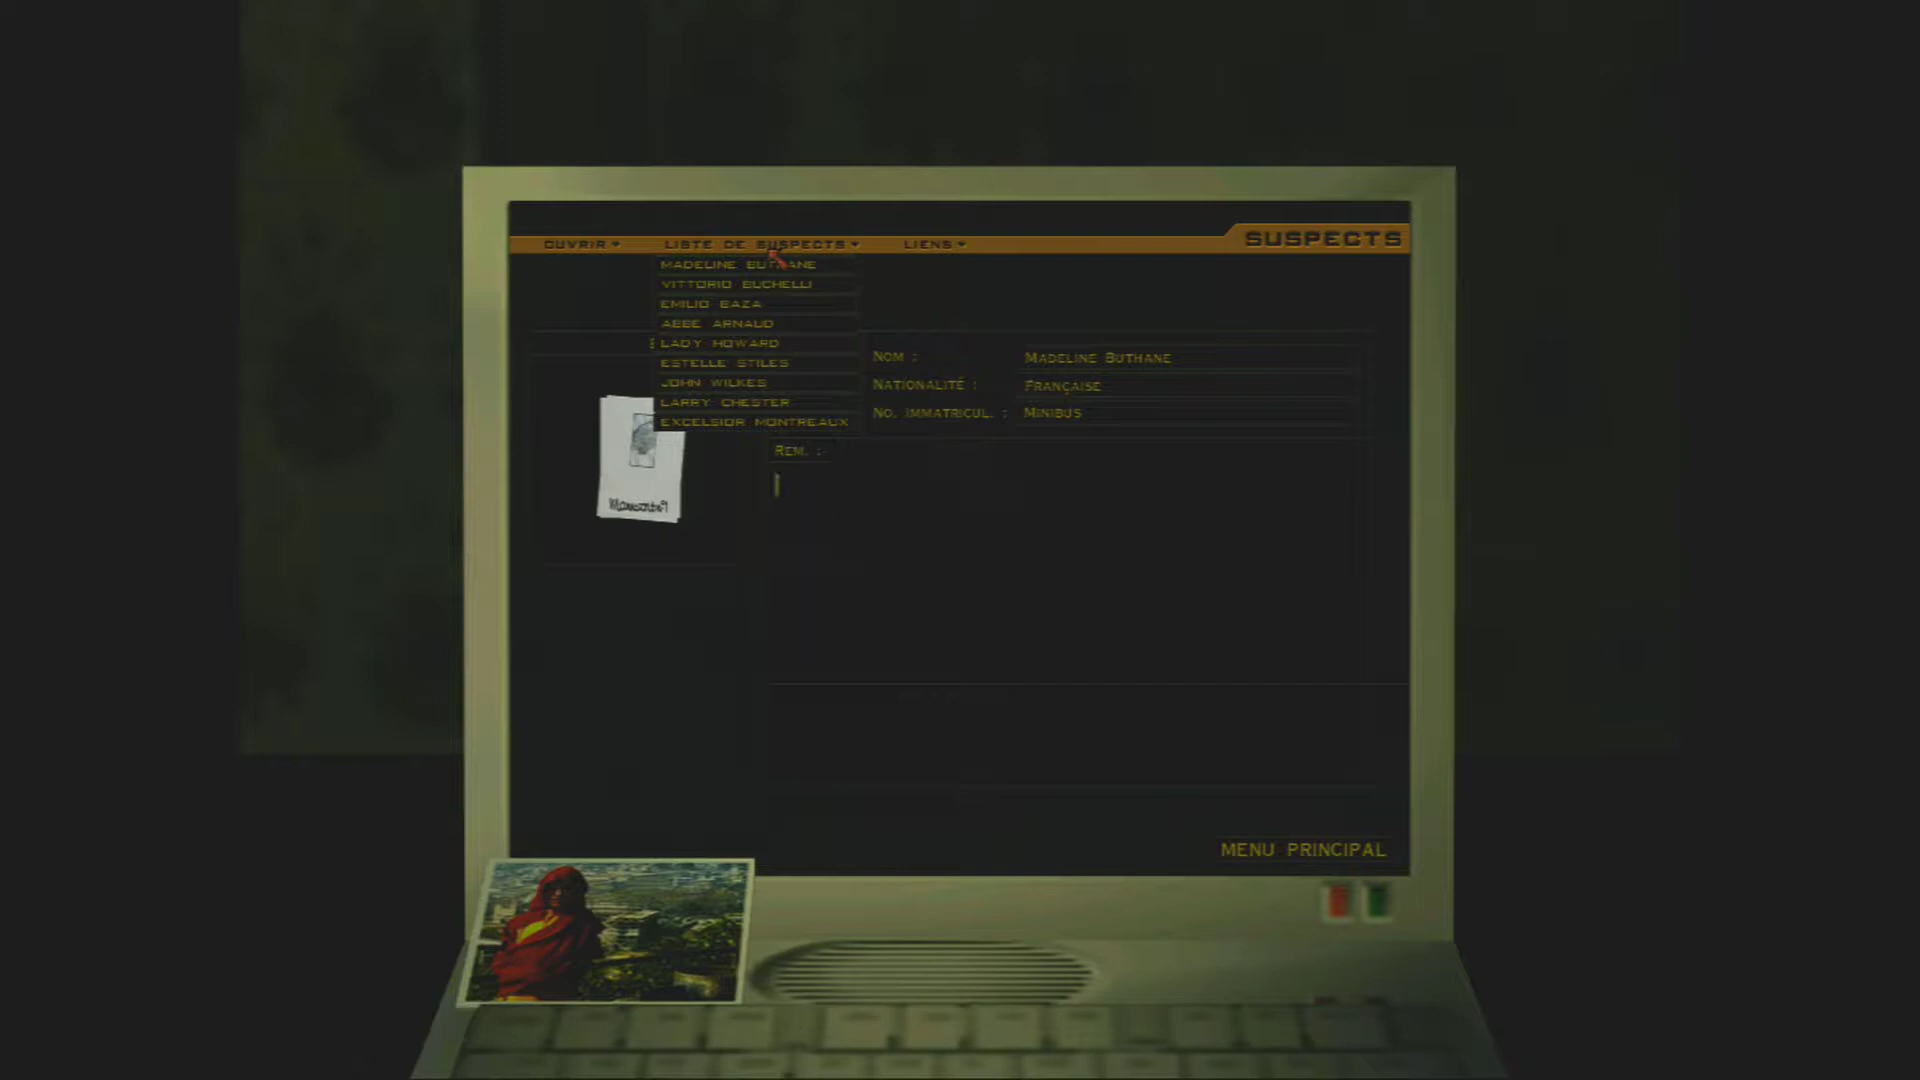 OUVRIR LISTE DE SUSPECTS LIENS SUSPECTS
MADELINE BUTHANE
VITTORIO BUCHELLI
EMILIO BAZA
ABBE ARNAUD
LADY HOWARD
ESTELLE STILES
JOHN WILKES
LARRY CHESTER
EXCELSIOR MONTREAUX
NOM : MADELINE BUTHANE
NATIONALITÉ : FRANÇAISE
NO. IMMATRICUL. : MINIBUS
REM. :
MENU PRINCIPAL